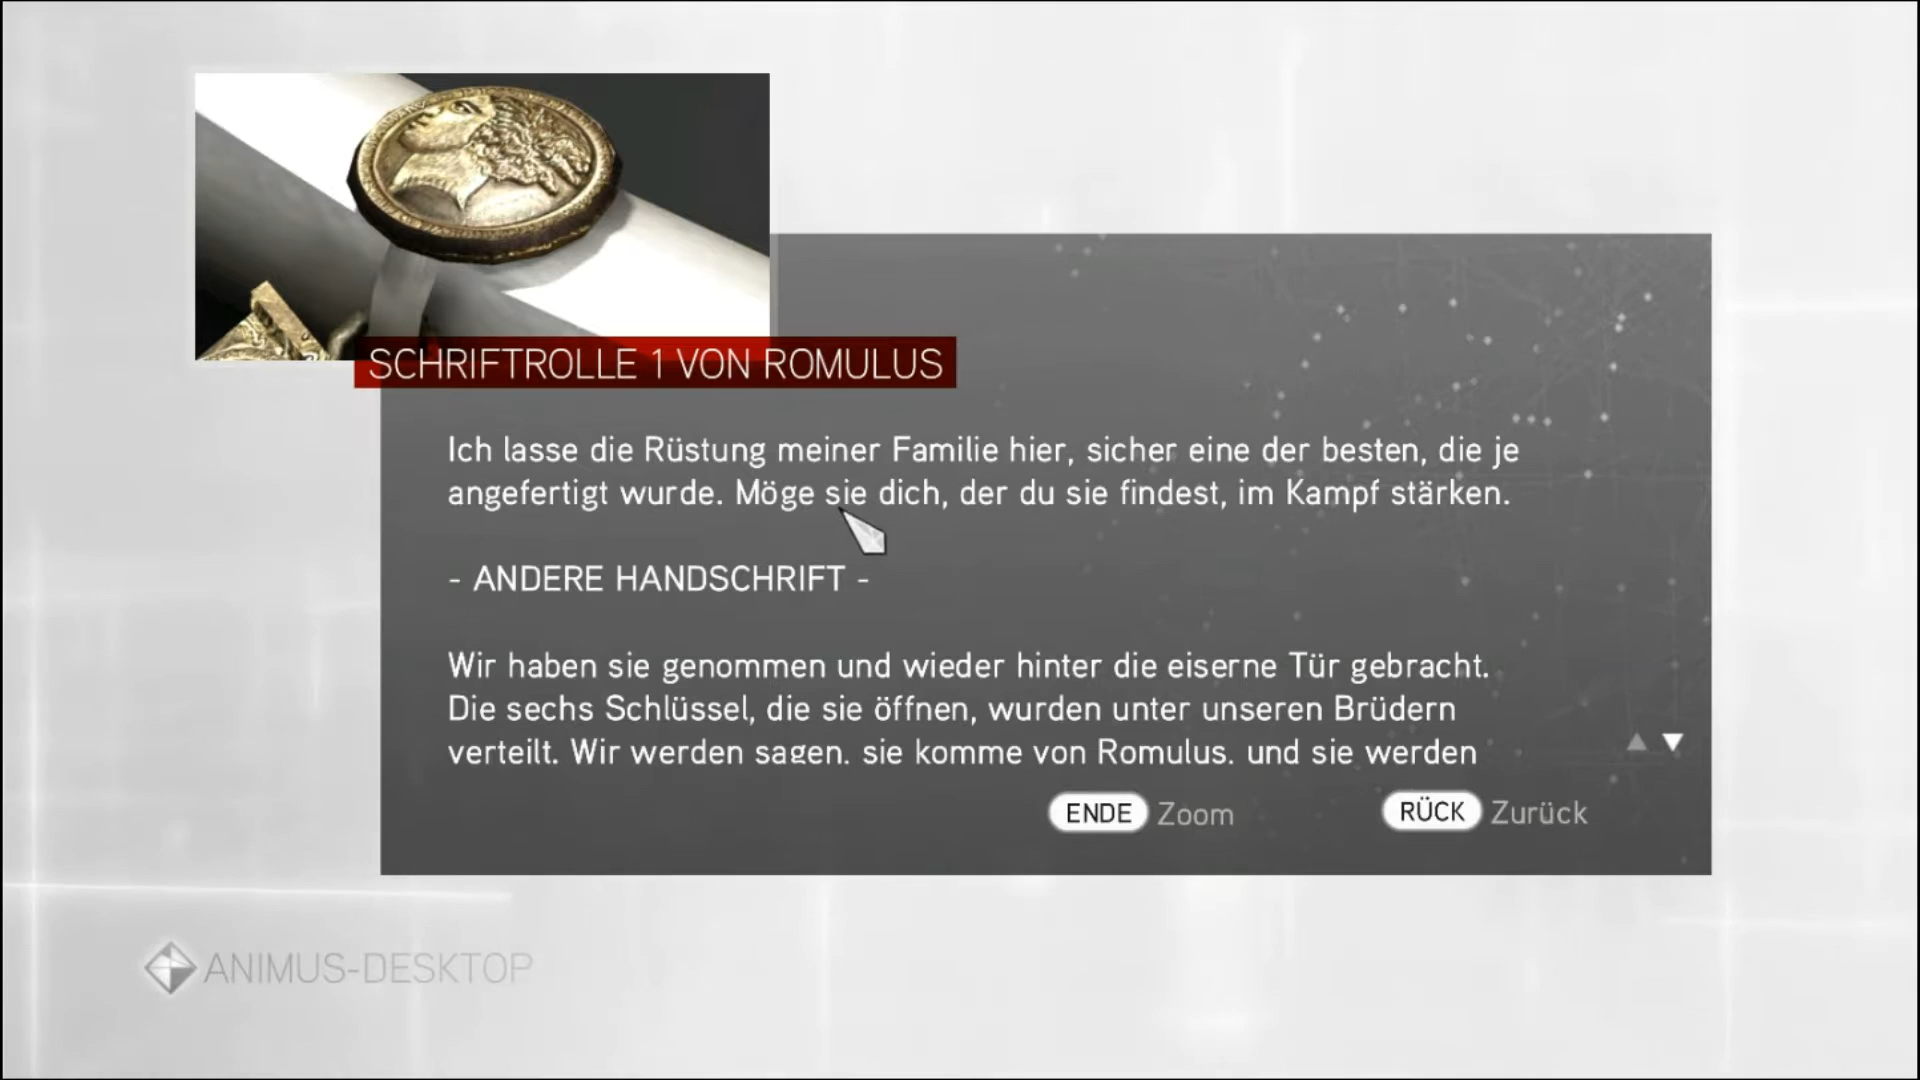 SCHRIFTROLLE 1 VON ROMULUS
Ich lasse die Rüstung meiner Familie hier, sicher eine der besten, die je
angefertigt wurde. Möge sie dich, der du sie findest, im Kampf stärken.
- ANDERE HANDSCHRIFT -
Wir haben sie genommen und wieder hinter die eiserne Tür gebracht.
Die sechs Schlüssel, die sie öffnen, wurden unter unseren Brüdern
verteilt. Wir werden sagen, sie komme von Romulus, und sie werden
ENDE Zoom
RÜCK Zurück
ANIMUS-DESKTOP